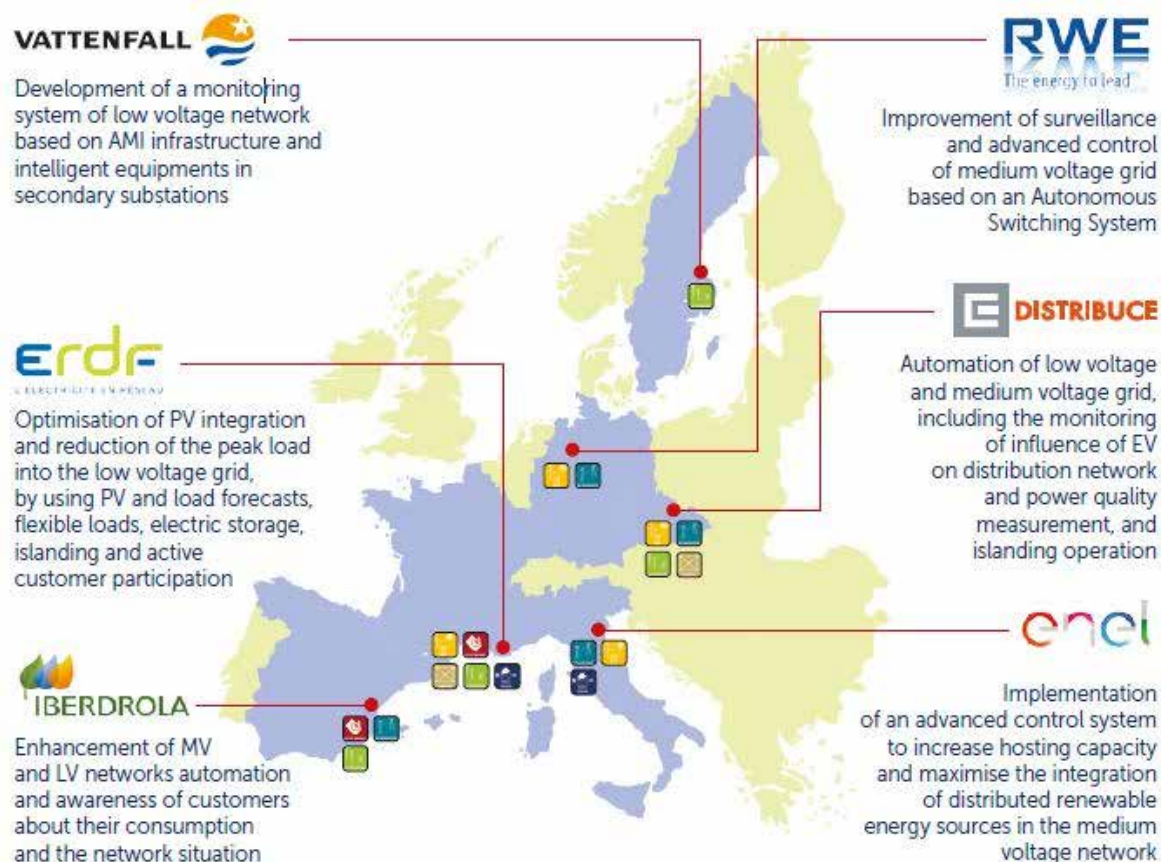 VATTENFALL
Development of a monitoring
system of low voltage network
based on AMI infrastructure and
intelligent equipments in
secondary substations
RWE
The energy to lead
Improvement of surveillance
and advanced control
of medium voltage grid
based on an Autonomous
Switching System
ERDF
L'ELECTRICITE EN RESEAU
Optimisation of PV integration
and reduction of the peak load
into the low voltage grid,
by using PV and load forecasts,
flexible loads, electric storage,
islanding and active
customer participation
DISTRIBUCE
Automation of low voltage
and medium voltage grid,
including the monitoring
of influence of EV
on distribution network
and power quality
measurement, and
islanding operation
IBERDROLA
Enhancement of MV
and LV networks automation
and awareness of customers
about their consumption
and the network situation
enel
Implementation
of an advanced control system
to increase hosting capacity
and maximise the integration
of distributed renewable
energy sources in the medium
voltage network